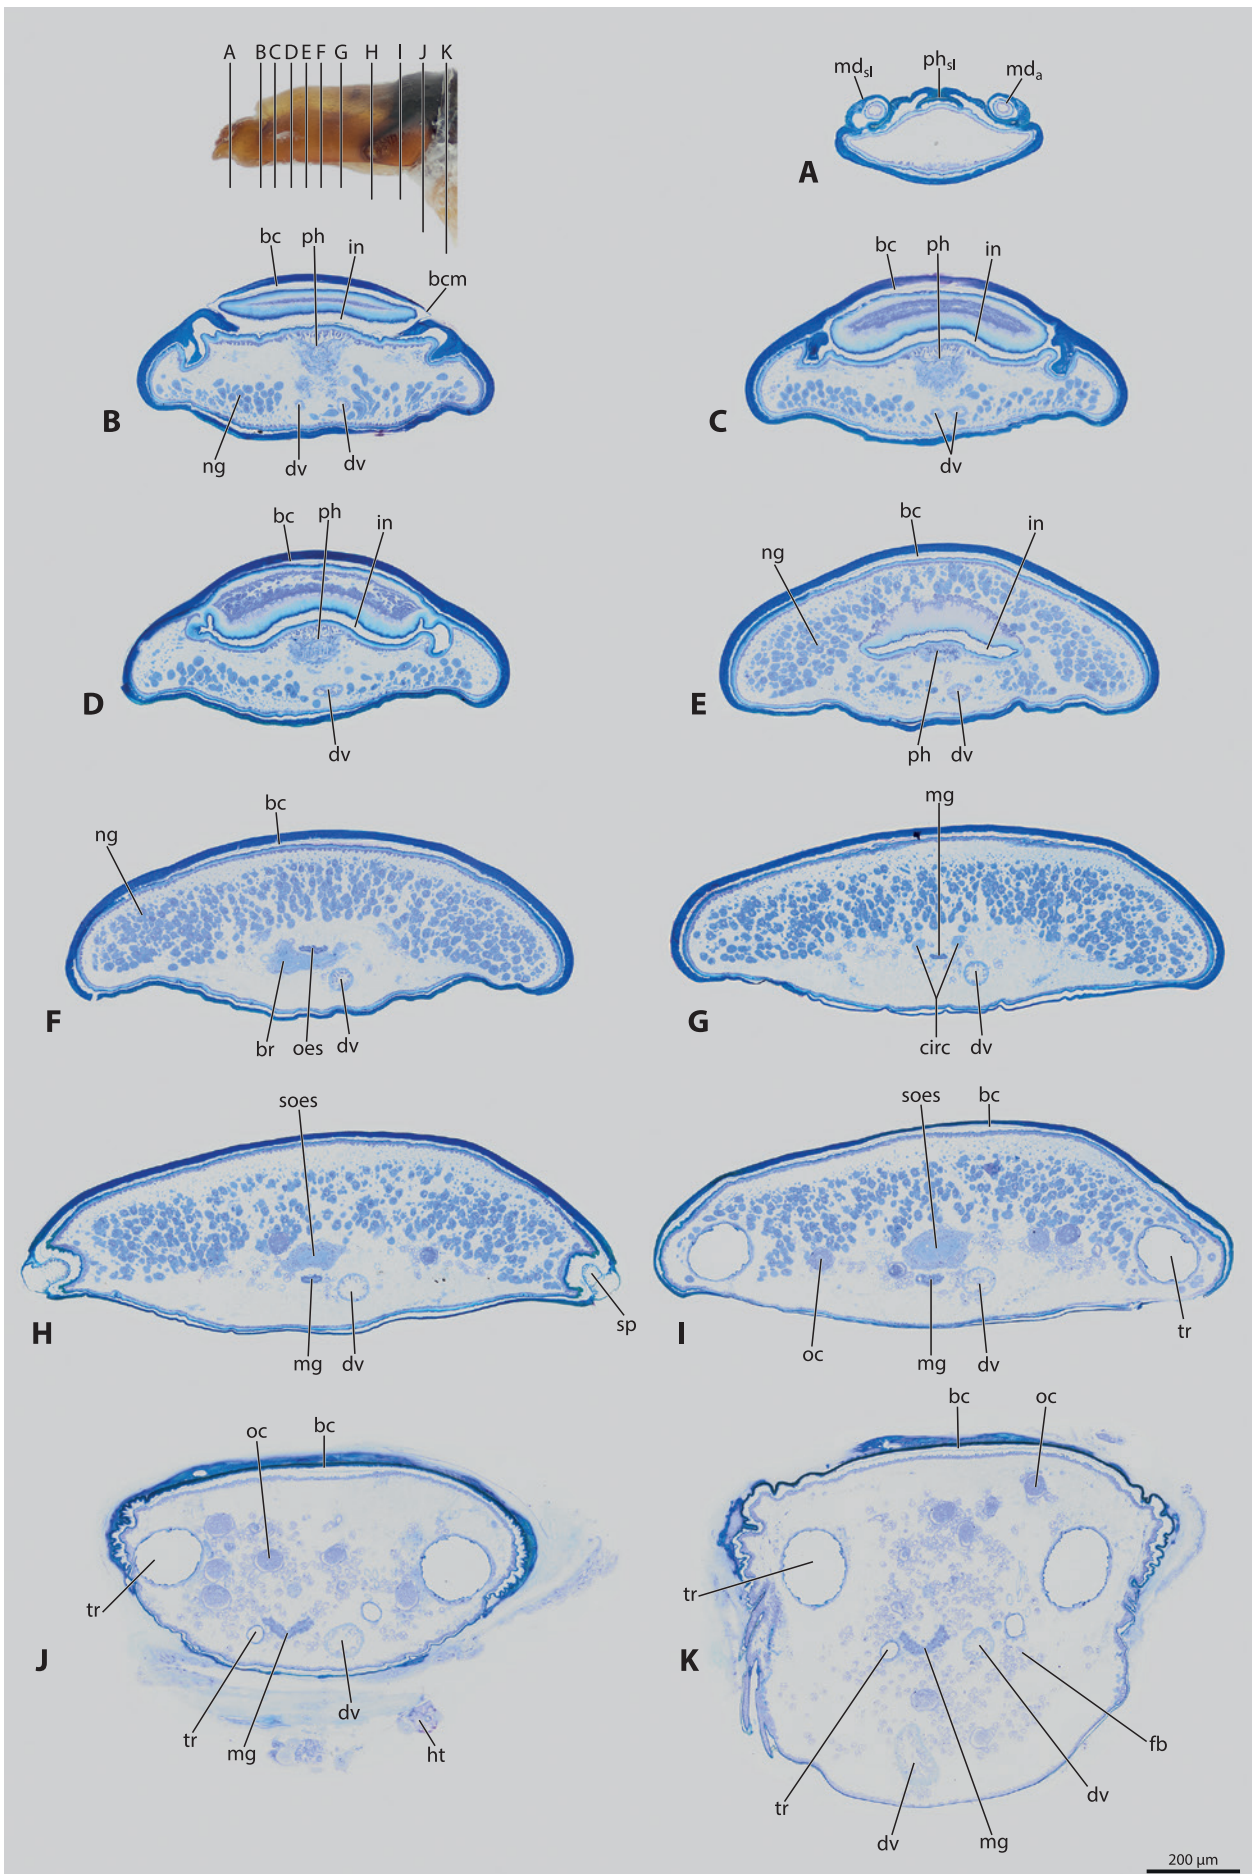 A B C D E F G H I J K
md_sl ph_sl md_a
A
bc ph in bcm
B
ng dv dv
bc ph in
C
dv
bc ph in
D
dv
ng bc in
E
ph dv
ng bc
F
br oes dv
mg
G
circ dv
soes
H
mg dv sp
soes bc
I
oc mg dv tr
oc bc
tr
J
tr mg dv ht
bc oc
tr
K
tr dv mg dv fb
200 µm